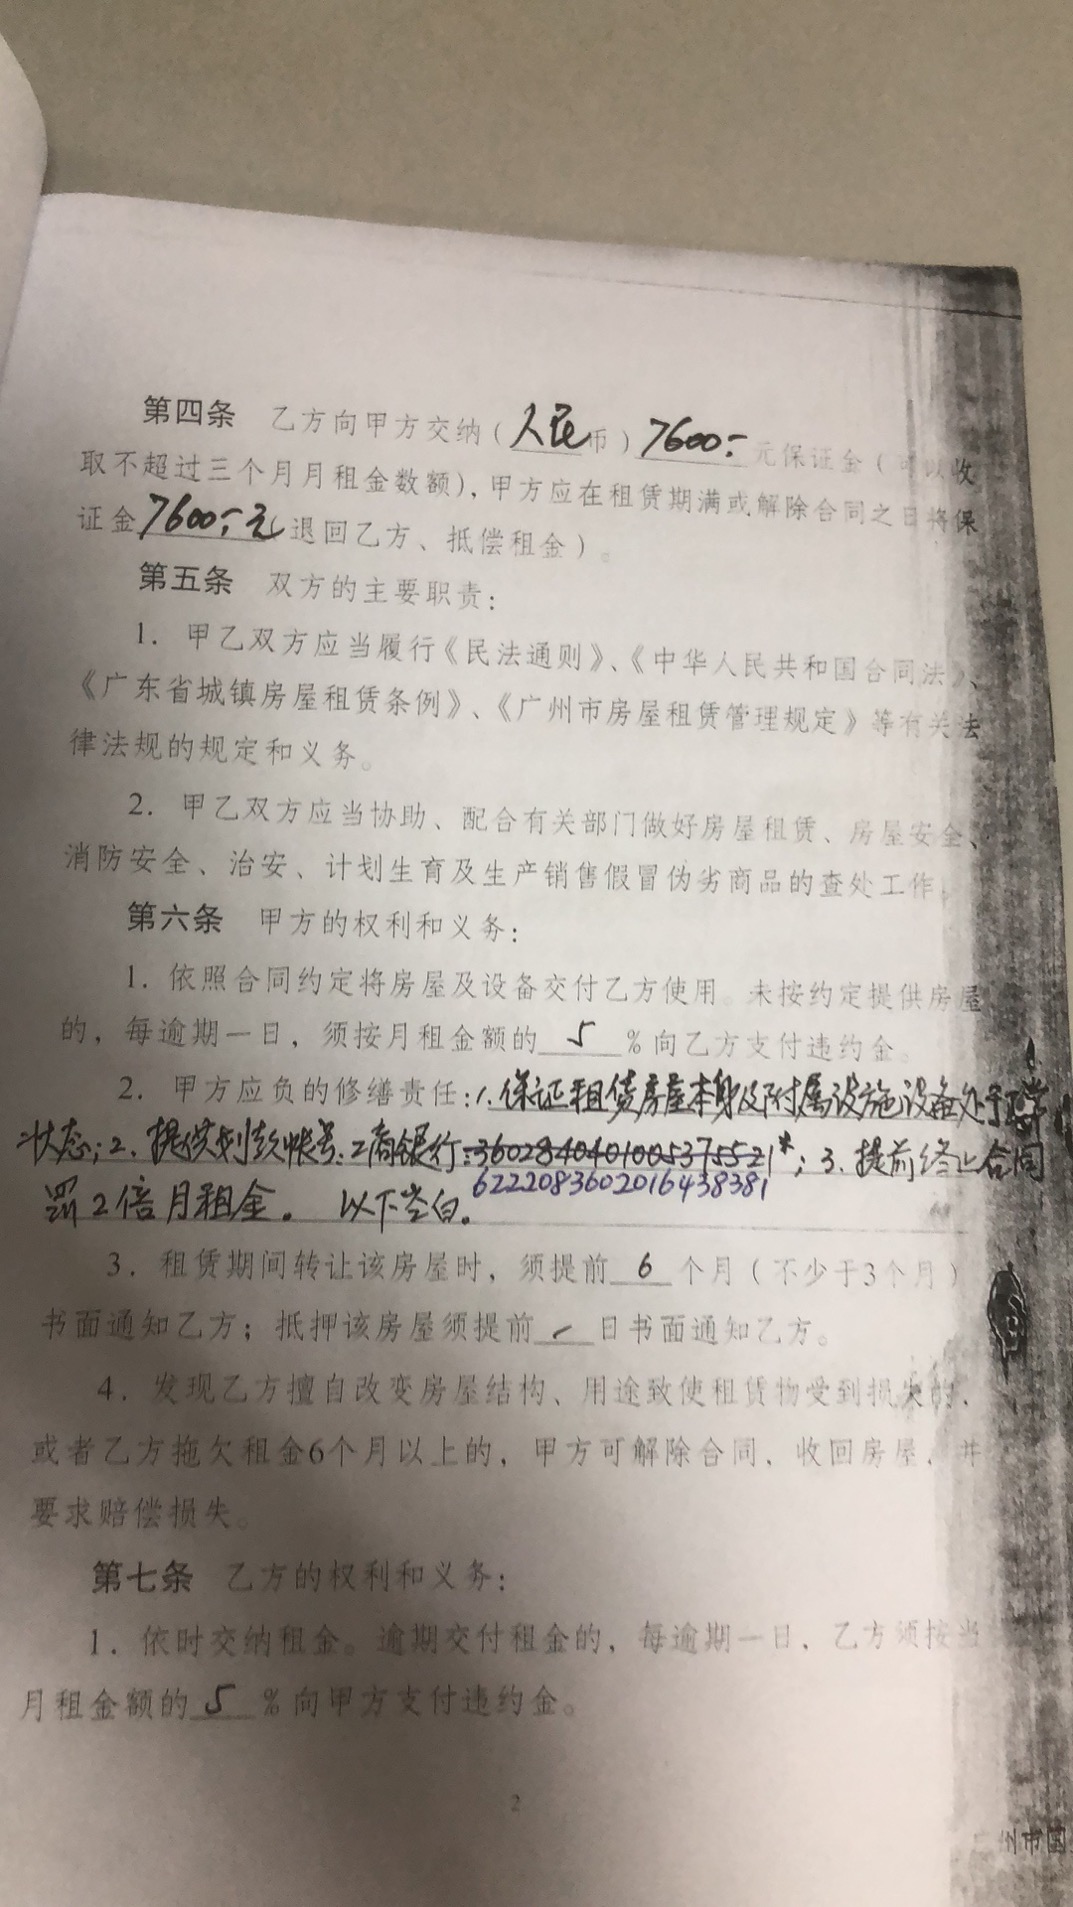 第四条 乙方向甲方交纳(人民币)7600.-元保证金(可以收
取不超过三个月月租金数额),甲方应在租赁期满或解除合同之日将保
证金7600.-元退回乙方、抵偿租金)。
第五条 双方的主要职责:
1. 甲乙双方应当履行《民法通则》、《中华人民共和国合同法》、
《广东省城镇房屋租赁条例》、《广州市房屋租赁管理规定》等有关法
律法规的规定和义务。
2. 甲乙双方应当协助、配合有关部门做好房屋租赁、房屋安全、
消防安全、治安、计划生育及生产销售假冒伪劣商品的查处工作
第六条 甲方的权利和义务:
1. 依照合同约定将房屋及设备交付乙方使用。未按约定提供房屋
的,每逾期一日,须按月租金额的5%向乙方支付违约金。
2. 甲方应负的修缮责任:1.保证租赁房屋本身及附属设施设备处于正常
状态;2.提供划款帐号:工商银行:3602840401005375521*;3.提前终止合同
6222083602016438381
罚2倍月租金。 以下空白。
3. 租赁期间转让该房屋时,须提前6个月(不少于3个月)
书面通知乙方;抵押该房屋须提前 日书面通知乙方。
4. 发现乙方擅自改变房屋结构、用途致使租赁物受到损失的,
或者乙方拖欠租金6个月以上的,甲方可解除合同,收回房屋,并
要求赔偿损失。
第七条 乙方的权利和义务:
1. 依时交纳租金。逾期交付租金的,每逾期一日,乙方须按当
月租金额的5%向甲方支付违约金。
2
州市国